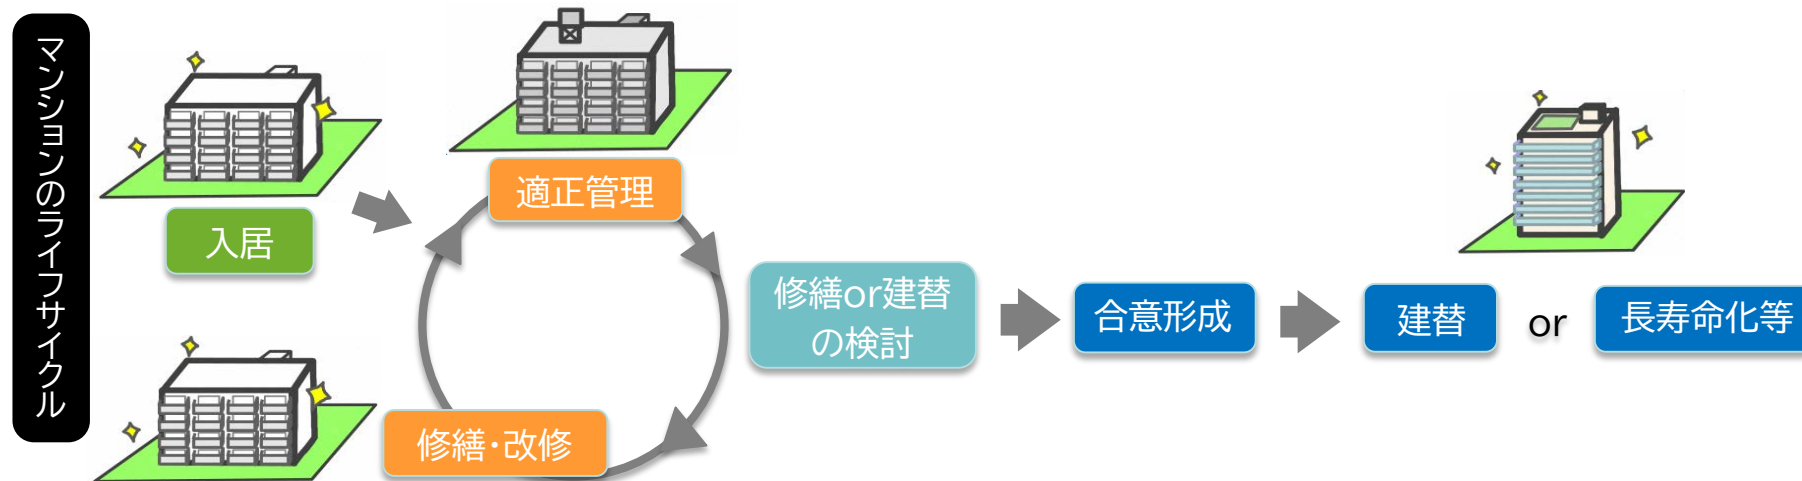 マンションのライフサイクル
入居
適正管理
修繕・改修
修繕or建替
の検討
合意形成
建替
or
長寿命化等